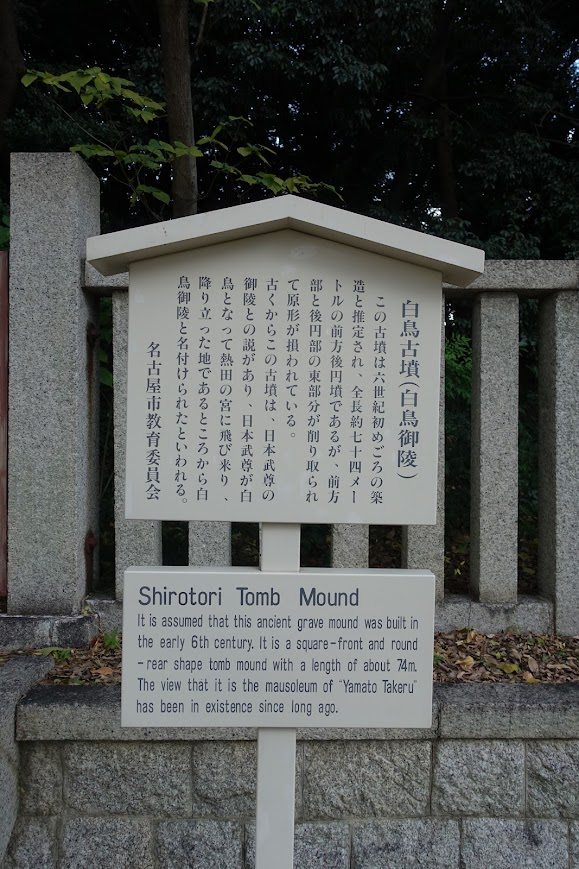 白鳥古墳(白鳥御陵)
この古墳は六世紀初めごろの築
造と推定され、全長約七十四メー
トルの前方後円墳であるが、前方
部と後円部の東部分が削り取られ
て原形が損われている。
古くからこの古墳は、日本武尊の
御陵との説があり、日本武尊が白
鳥となって熱田の宮に飛び来り、
降り立った地であるところから白
鳥御陵と名付けられたといわれる。
名古屋市教育委員会
Shirotori Tomb Mound
It is assumed that this ancient grave mound was built in
the early 6th century. It is a square-front and round
-rear shape tomb mound with a length of about 74m.
The view that it is the mausoleum of "Yamato Takeru"
has been in existence since long ago.